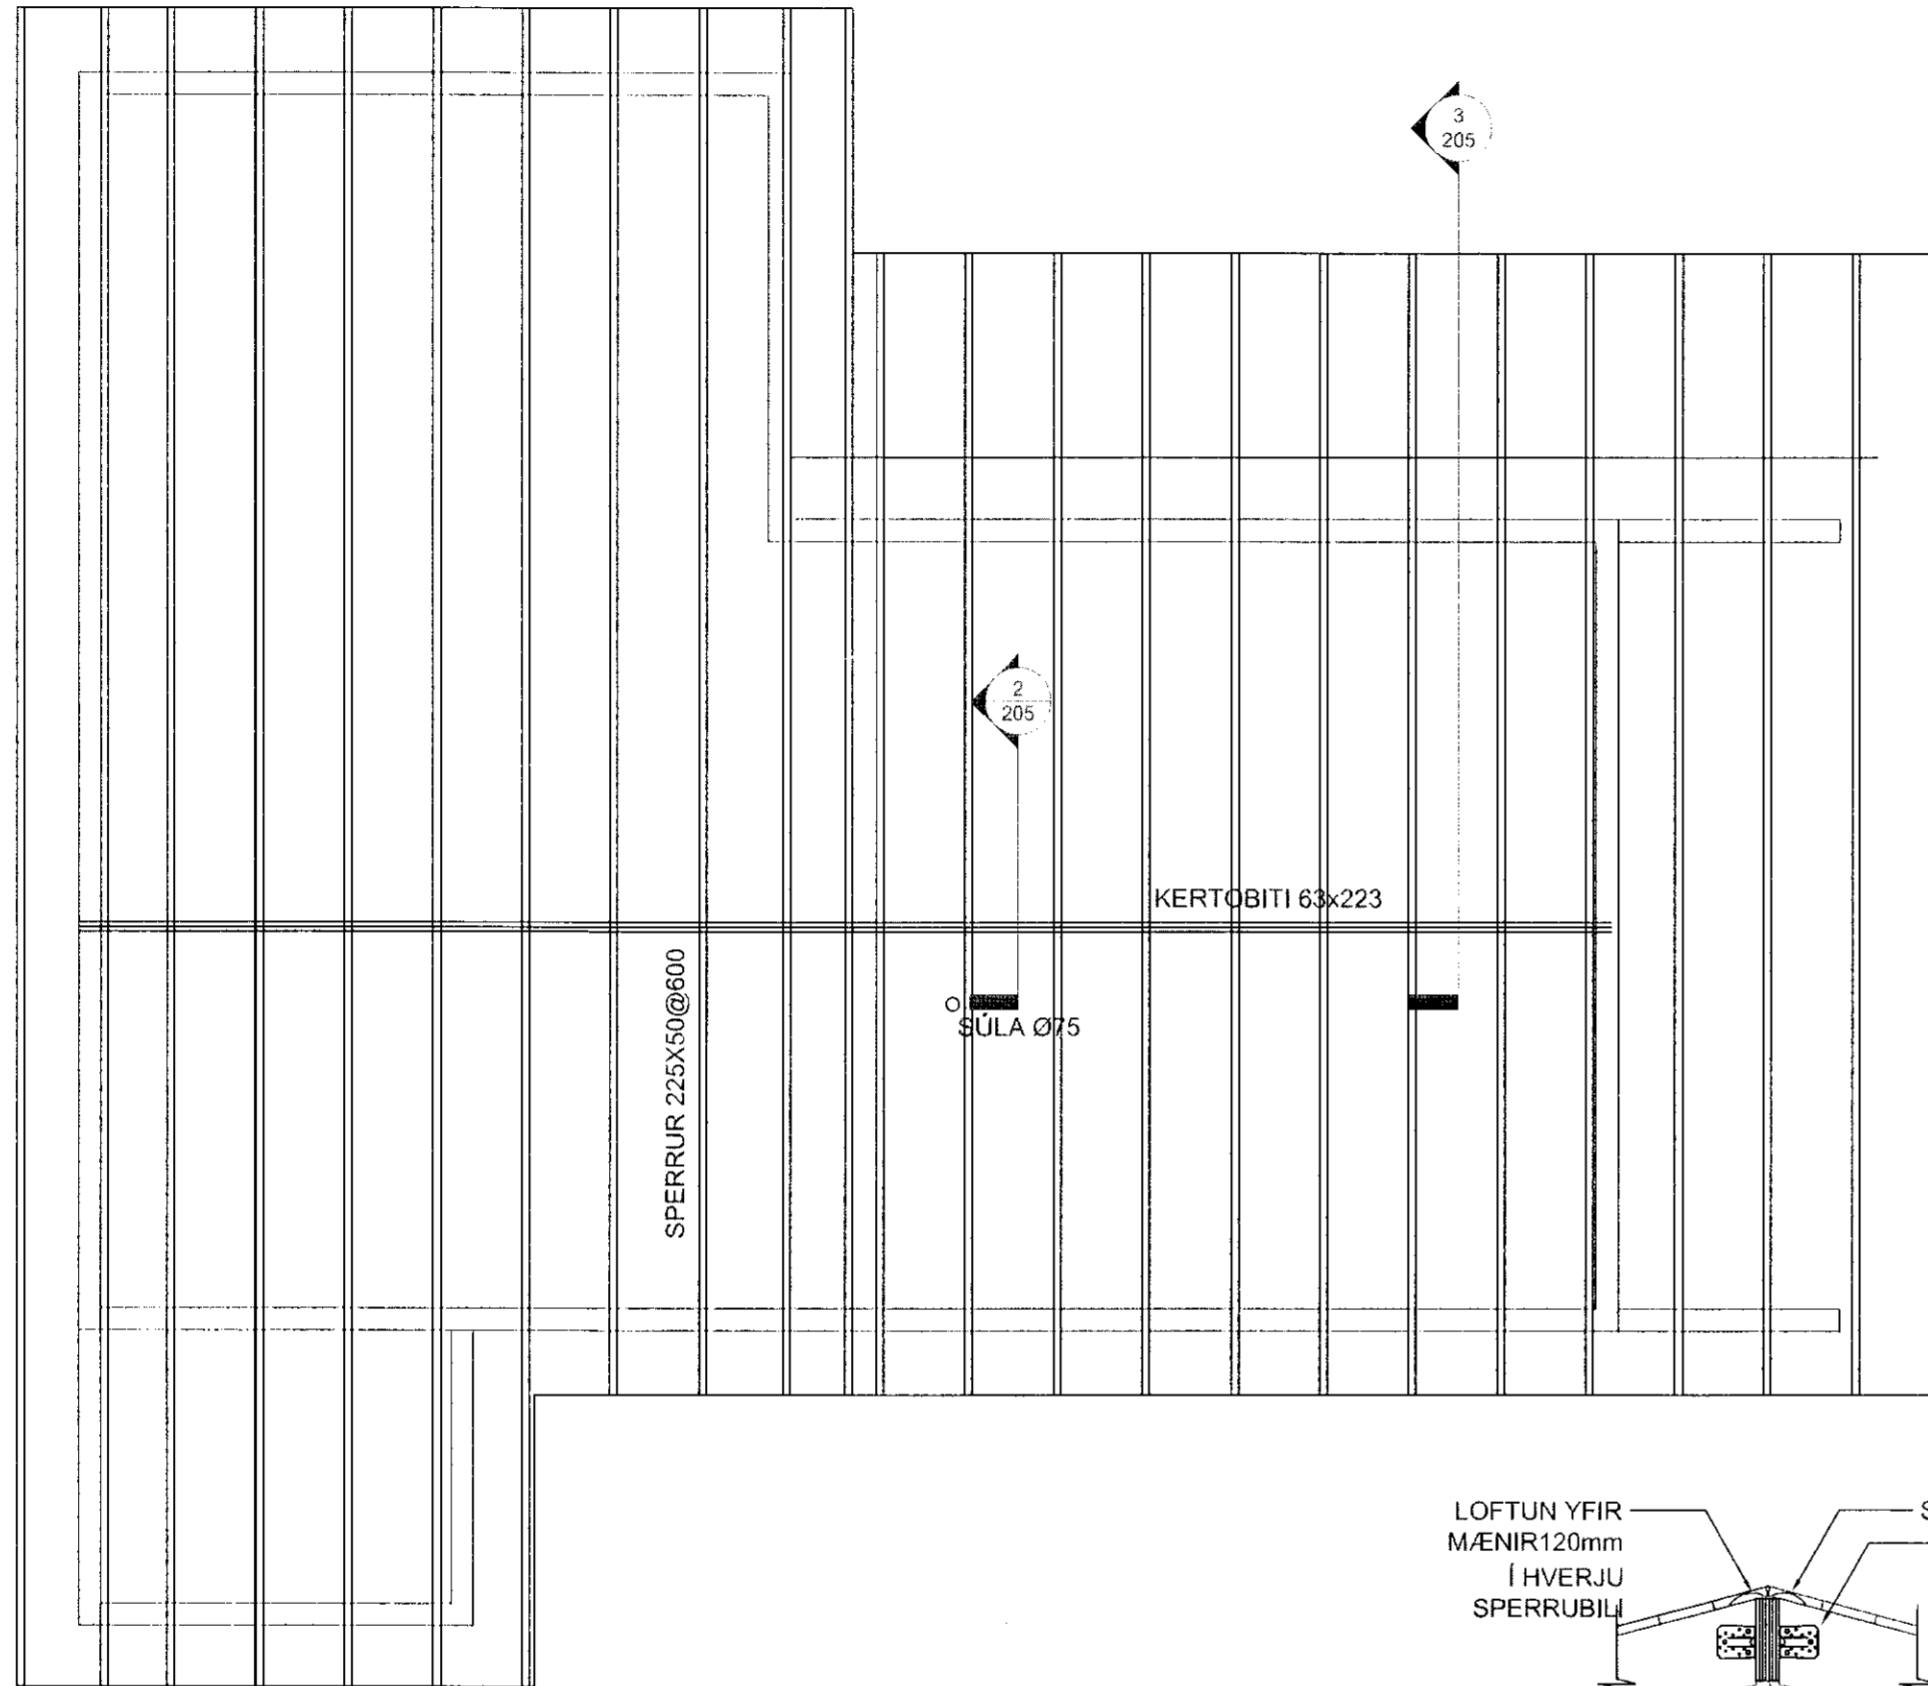 3
205
2
205
KERTOBITI 63x223
SPERRUR 225X50@600
SÚLA Ø75
LOFTUN YFIR
MÆNIR120mm
Í HVERJU
SPERRUBILI
S